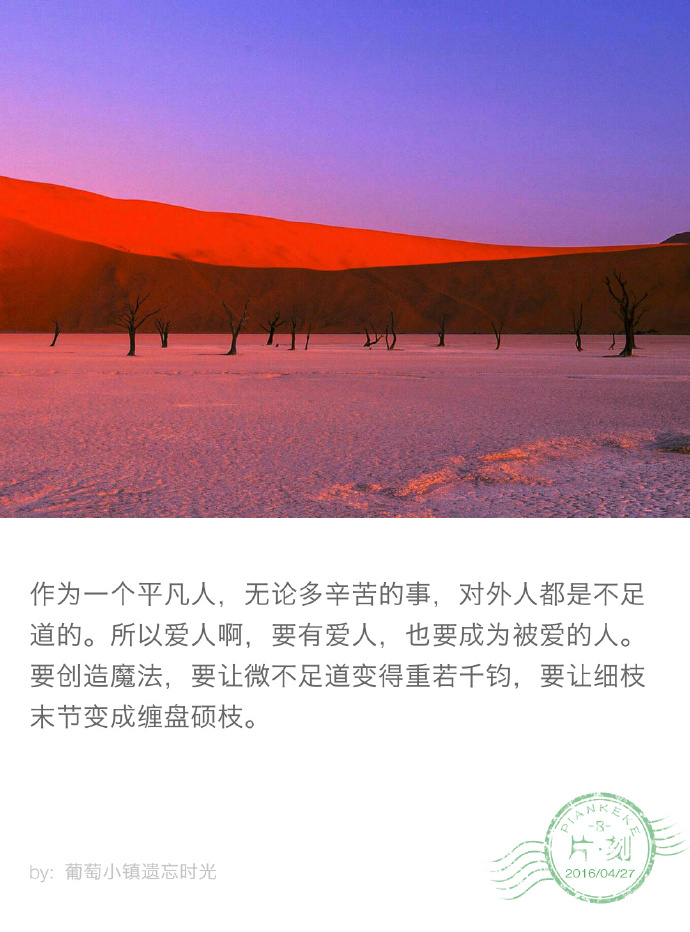 作为一个平凡人，无论多辛苦的事，对外人都是不足
道的。所以爱人啊，要有爱人，也要成为被爱的人。
要创造魔法，要让微不足道变得重若千钧，要让细枝
末节变成缠盘硕枝。
by: 葡萄小镇遗忘时光
PIANKEKE
片·刻
2016/04/27